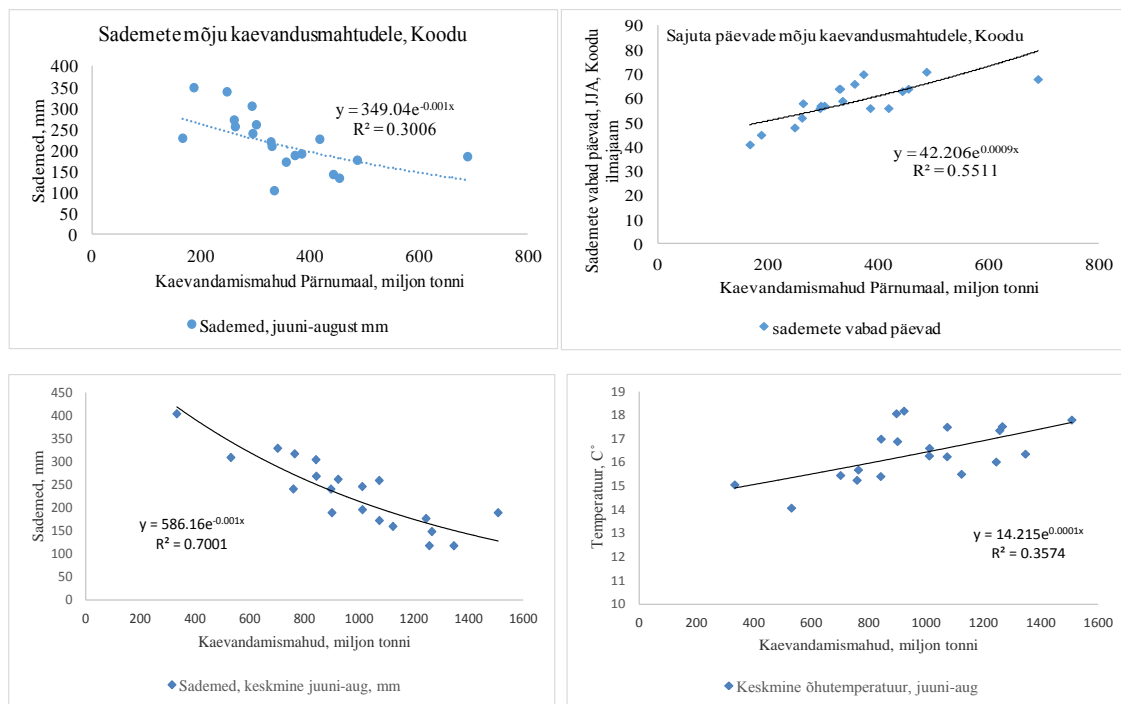 Sademete mõju kaevandusmahtudele, Koodu
400
350
300
250
200
150
100
50
0
Sademed, mm
y = 349.04e-0.001x
R² = 0.3006
0 200 400 600 800
Kaevandamismahud Pärnumaal, miljon tonni
Sademed, juuni-august mm
Sajuta päevade mõju kaevandusmahtudele, Koodu
90
80
70
60
50
40
30
20
10
0
Sademete vabad päevad, JJA, Koodu
ilmajaam
y = 42.206e0.0009x
R² = 0.5511
0 200 400 600 800
Kaevandamismahud Pärnumaal, miljon tonni
sademete vabad päevad
450
400
350
300
250
200
150
100
50
0
Sademed, mm
y = 586.16e-0.001x
R² = 0.7001
0 200 400 600 800 1000 1200 1400 1600
Kaevandamismahud, miljon tonni
Sademed, keskmine juuni-aug, mm
19
18
17
16
15
14
13
12
11
10
Temperatuur, C˚
y = 14.215e0.0001x
R² = 0.3574
0 200 400 600 800 1000 1200 1400 1600
Kaevandamismahud, miljon tonni
Keskmine õhutemperatuur, juuni-aug